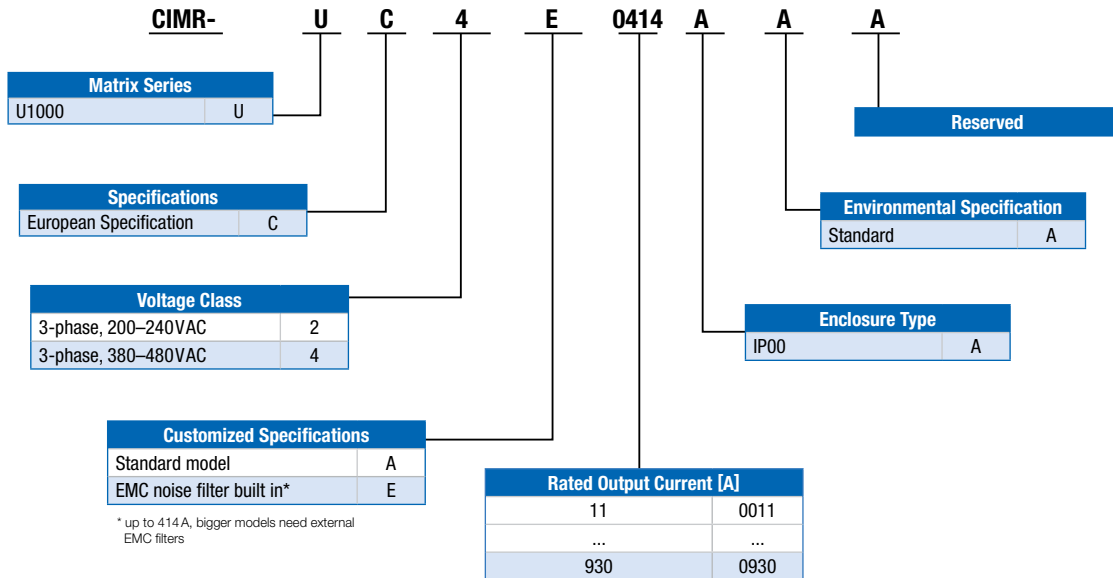 CIMR- U C 4 E 0414 A A A
Matrix Series
U1000 U
Reserved
Specifications
European Specification C
Environmental Specification
Standard A
Voltage Class
3-phase, 200–240VAC 2
3-phase, 380–480VAC 4
Enclosure Type
IP00 A
Customized Specifications
Standard model A
EMC noise filter built in* E
* up to 414 A, bigger models need external
EMC filters
Rated Output Current [A]
11 0011
... ...
930 0930